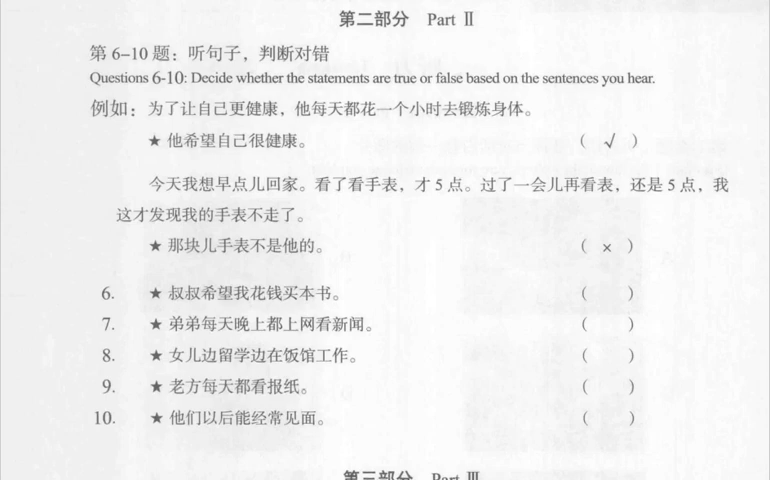 第二部分 Part Ⅱ
第 6–10 题：听句子，判断对错
Questions 6-10: Decide whether the statements are true or false based on the sentences you hear.
例如：为了让自己更健康，他每天都花一个小时去锻炼身体。
★ 他希望自己很健康。 （ √ ）
今天我想早点儿回家。看了看手表，才 5 点。过了一会儿再看表，还是 5 点，我
这才发现我的手表不走了。
★ 那块儿手表不是他的。 （ × ）
6. ★ 叔叔希望我花钱买本书。 （ ）
7. ★ 弟弟每天晚上都上网看新闻。 （ ）
8. ★ 女儿边留学边在饭馆工作。 （ ）
9. ★ 老方每天都看报纸。 （ ）
10. ★ 他们以后能经常见面。 （ ）
第三部分 Part Ⅲ